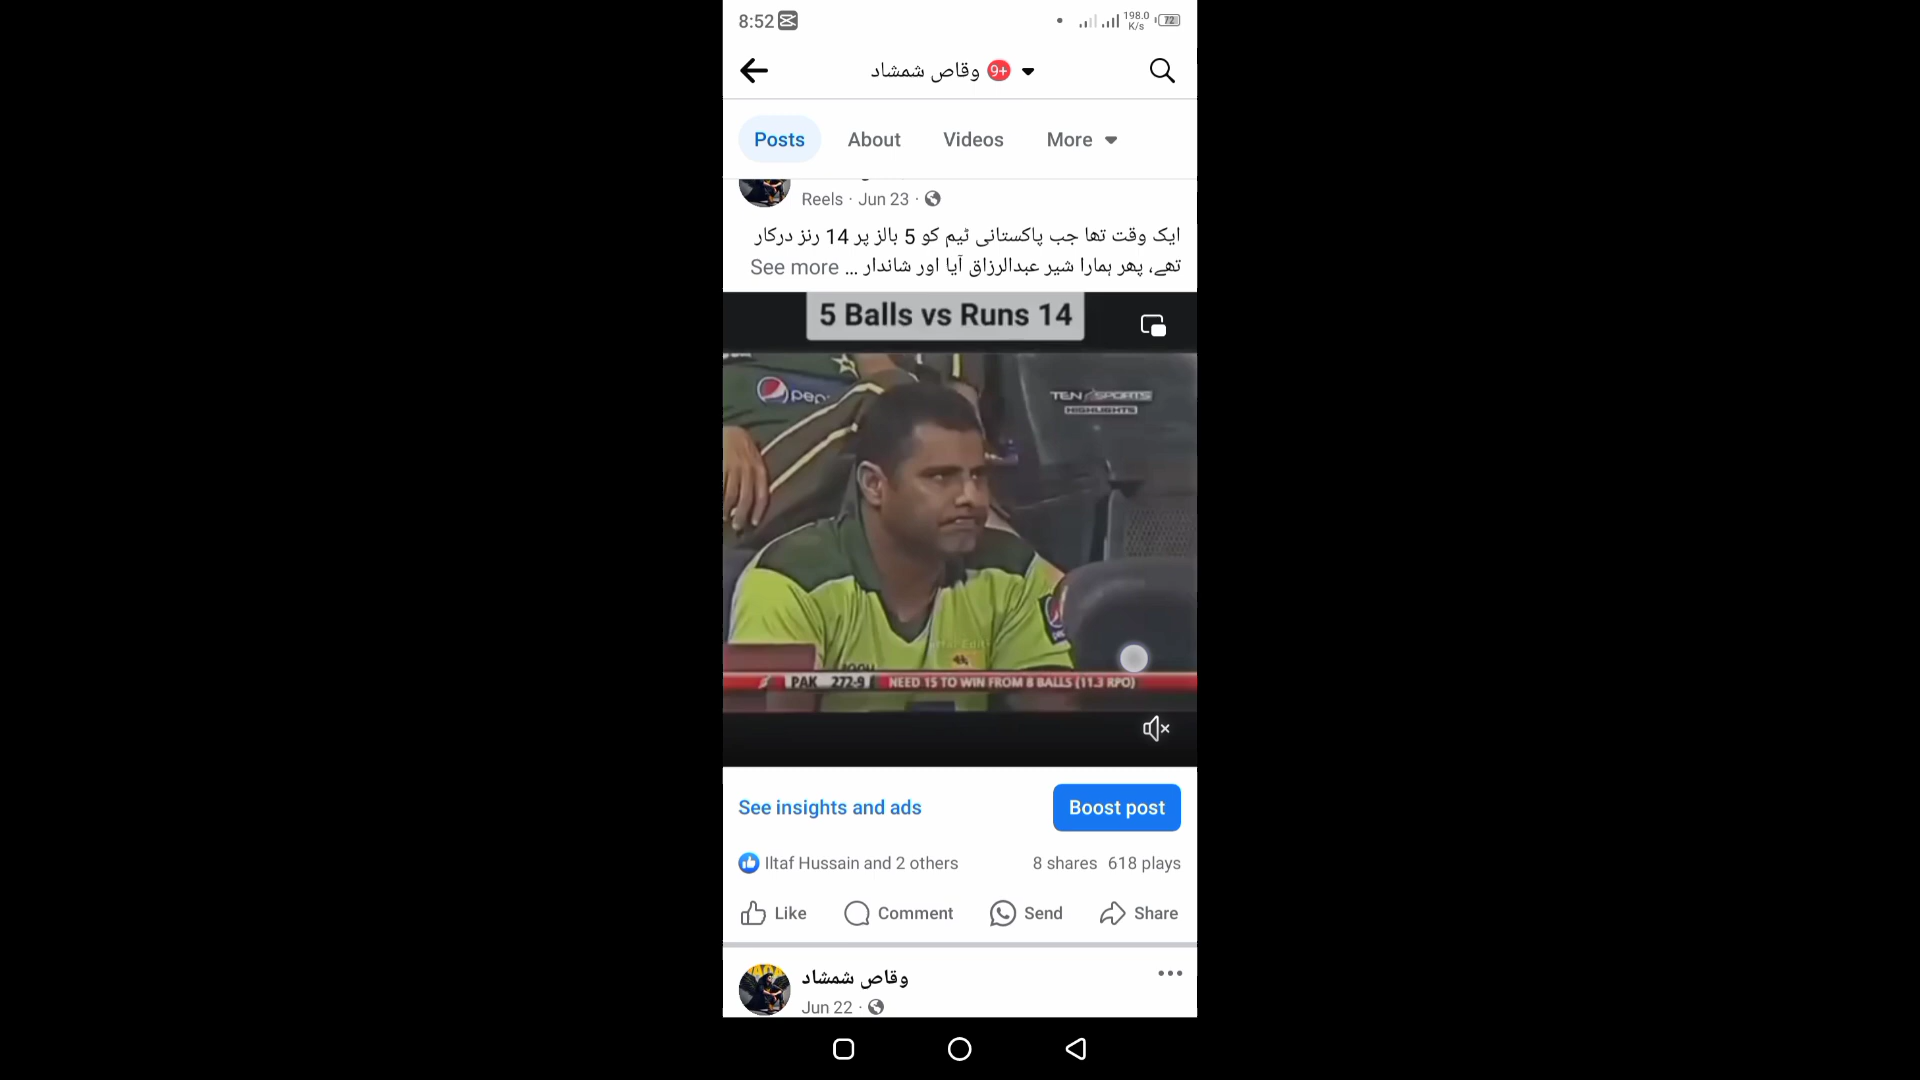 8:52
198.0
K/s
72
وقاص شمشاد 9+
Posts About Videos More
Reels · Jun 23 ·
ایک وقت تھا جب پاکستانی ٹیم کو 5 بالز پر 14 رنز درکار
تھے، پھر ہمارا شیر عبدالرزاق آیا اور شاندار ... See more
5 Balls vs Runs 14
TEN SPORTS
HIGHLIGHTS
PAK 272-9 NEED 15 TO WIN FROM 8 BALLS (11.3 RPO)
See insights and ads
Boost post
Iltaf Hussain and 2 others 8 shares 618 plays
Like Comment Send Share
وقاص شمشاد
Jun 22 ·